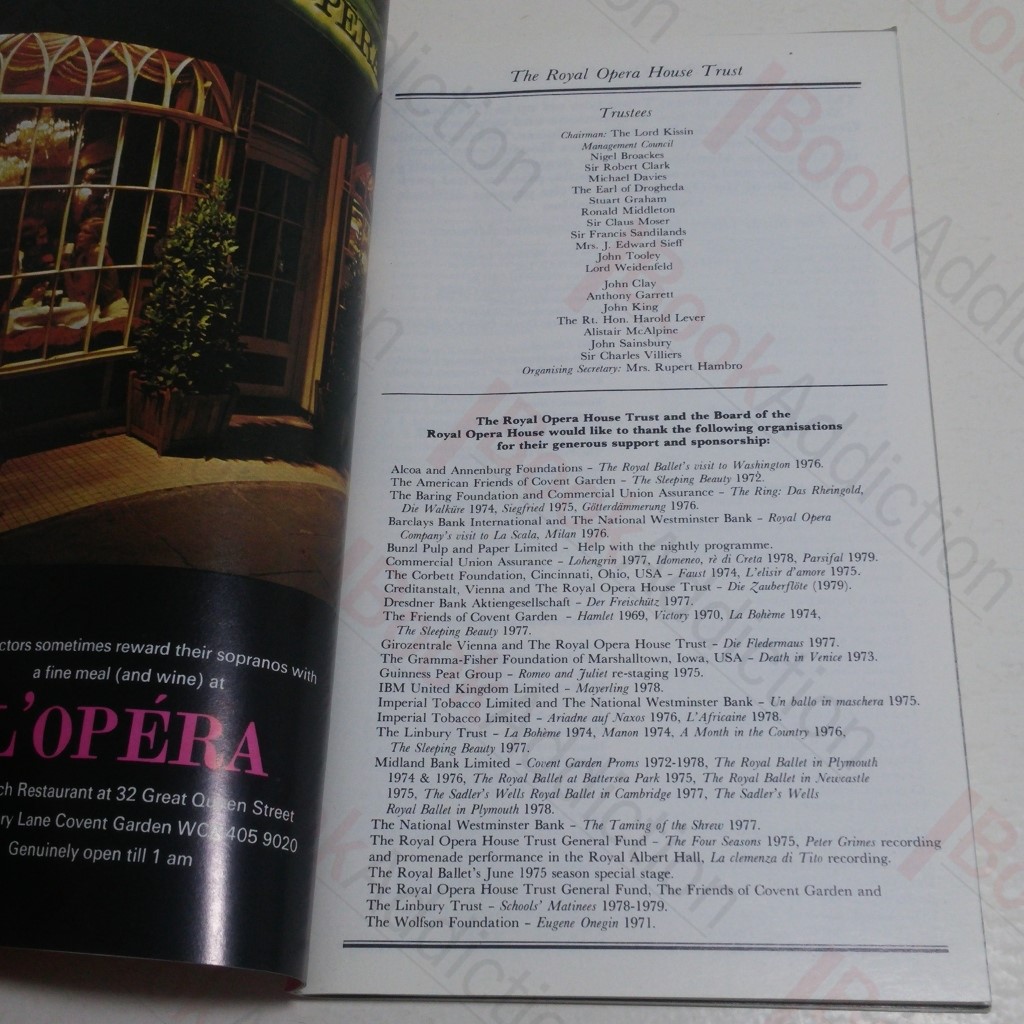 PERA
ctors sometimes reward their sopranos with
a fine meal (and wine) at
L'OPÉRA
ch Restaurant at 32 Great Queen Street
ry Lane Covent Garden WC2 405 9020
Genuinely open till 1 am
The Royal Opera House Trust
Trustees
Chairman: The Lord Kissin
Management Council
Nigel Broackes
Sir Robert Clark
Michael Davies
The Earl of Drogheda
Stuart Graham
Ronald Middleton
Sir Claus Moser
Sir Francis Sandilands
Mrs. J. Edward Sieff
John Tooley
Lord Weidenfeld
John Clay
Anthony Garrett
John King
The Rt. Hon. Harold Lever
Alistair McAlpine
John Sainsbury
Sir Charles Villiers
Organising Secretary: Mrs. Rupert Hambro
The Royal Opera House Trust and the Board of the
Royal Opera House would like to thank the following organisations
for their generous support and sponsorship:
Alcoa and Annenburg Foundations – The Royal Ballet's visit to Washington 1976.
The American Friends of Covent Garden – The Sleeping Beauty 1972.
The Baring Foundation and Commercial Union Assurance – The Ring: Das Rheingold,
Die Walküre 1974, Siegfried 1975, Götterdämmerung 1976.
Barclays Bank International and The National Westminster Bank – Royal Opera
Company's visit to La Scala, Milan 1976.
Bunzl Pulp and Paper Limited – Help with the nightly programme.
Commercial Union Assurance – Lohengrin 1977, Idomeneo, rè di Creta 1978, Parsifal 1979.
The Corbett Foundation, Cincinnati, Ohio, USA – Faust 1974, L'elisir d'amore 1975.
Creditanstalt, Vienna and The Royal Opera House Trust – Die Zauberflöte (1979).
Dresdner Bank Aktiengesellschaft – Der Freischütz 1977.
The Friends of Covent Garden – Hamlet 1969, Victory 1970, La Bohème 1974,
The Sleeping Beauty 1977.
Girozentrale Vienna and The Royal Opera House Trust – Die Fledermaus 1977.
The Gramma-Fisher Foundation of Marshalltown, Iowa, USA – Death in Venice 1973.
Guinness Peat Group – Romeo and Juliet re-staging 1975.
IBM United Kingdom Limited – Mayerling 1978.
Imperial Tobacco Limited and The National Westminster Bank – Un ballo in maschera 1975.
Imperial Tobacco Limited – Ariadne auf Naxos 1976, L'Africaine 1978.
The Linbury Trust – La Bohème 1974, Manon 1974, A Month in the Country 1976,
The Sleeping Beauty 1977.
Midland Bank Limited – Covent Garden Proms 1972-1978, The Royal Ballet in Plymouth
1974 & 1976, The Royal Ballet at Battersea Park 1975, The Royal Ballet in Newcastle
1975, The Sadler's Wells Royal Ballet in Cambridge 1977, The Sadler's Wells
Royal Ballet in Plymouth 1978.
The National Westminster Bank – The Taming of the Shrew 1977.
The Royal Opera House Trust General Fund – The Four Seasons 1975, Peter Grimes recording
and promenade performance in the Royal Albert Hall, La clemenza di Tito recording.
The Royal Ballet's June 1975 season special stage.
The Royal Opera House Trust General Fund, The Friends of Covent Garden and
The Linbury Trust – Schools' Matinees 1978-1979.
The Wolfson Foundation – Eugene Onegin 1971.
IBookAddiction